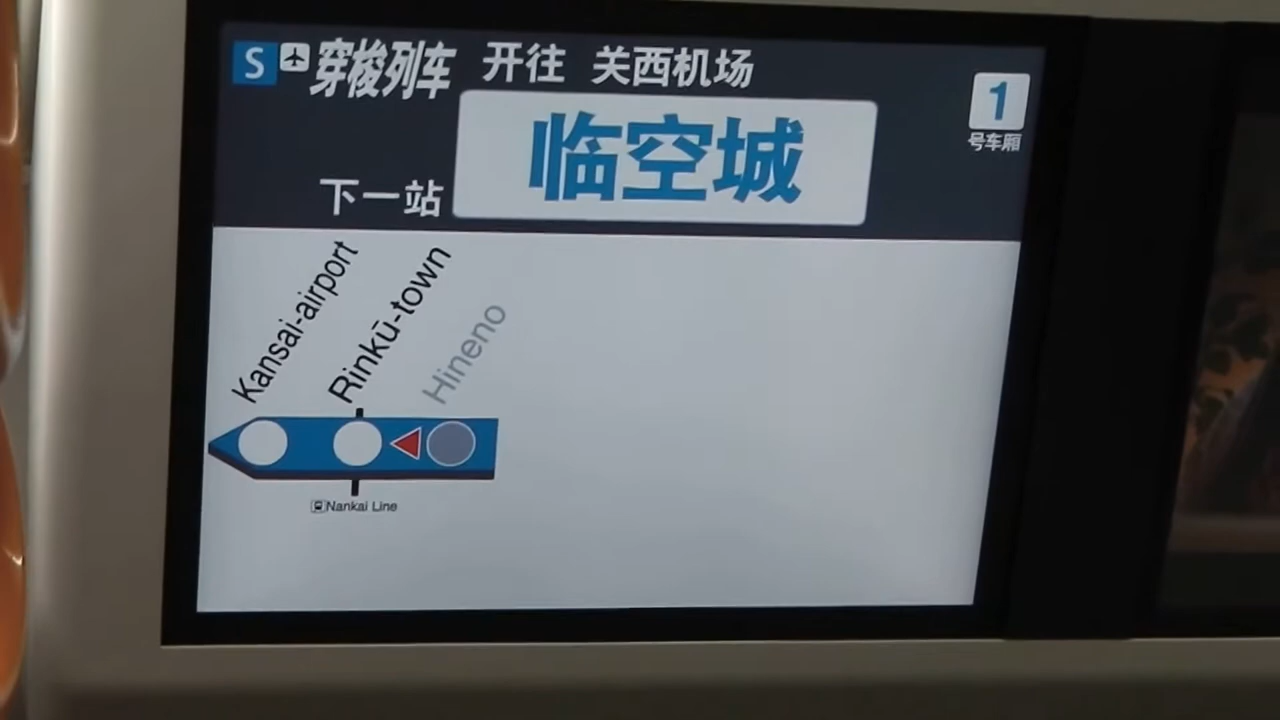 S 穿梭列车 开往 关西机场
1
号车厢
下一站 临空城
Kansai-airport
Rinkū-town
Hineno
Nankai Line